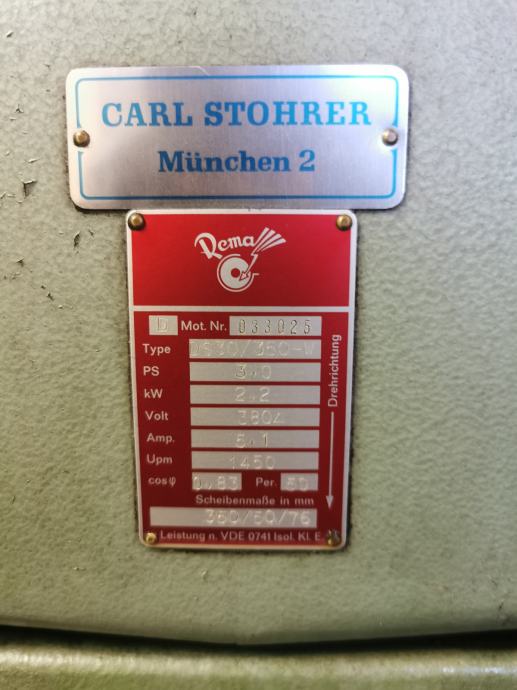 CARL STOHRER
München 2
Rema
D Mot. Nr. 033025
Type DS30/350-W
PS 3,0
kW 2,2
Volt
Amp. 5,1
Upm 1450
cosφ 0,83 Per. 50
Scheibenmaße in mm
350/50/76
Leistung n. VDE 0741 Isol. Kl. E
Drehrichtung